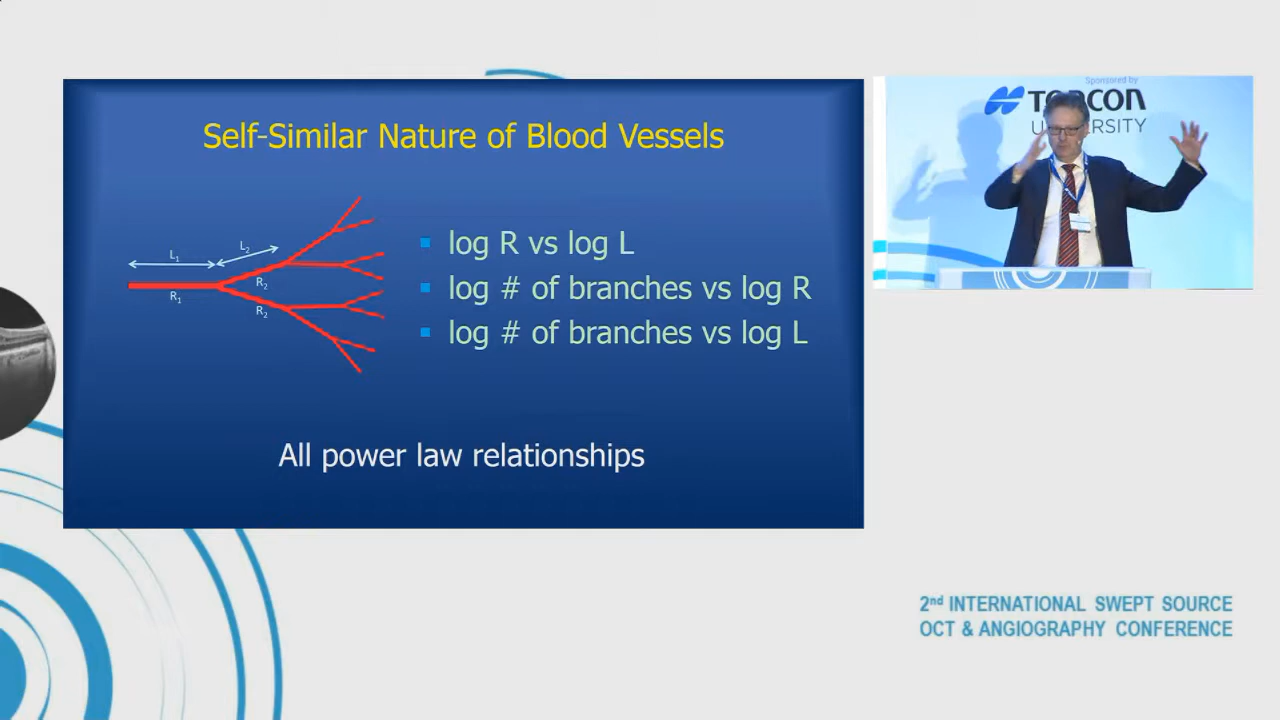 Self-Similar Nature of Blood Vessels
L₁
L₂
R₁
R₂
R₂
log R vs log L
log # of branches vs log R
log # of branches vs log L
All power law relationships
Sponsored by
TOPCON
2nd INTERNATIONAL SWEPT SOURCE
OCT & ANGIOGRAPHY CONFERENCE